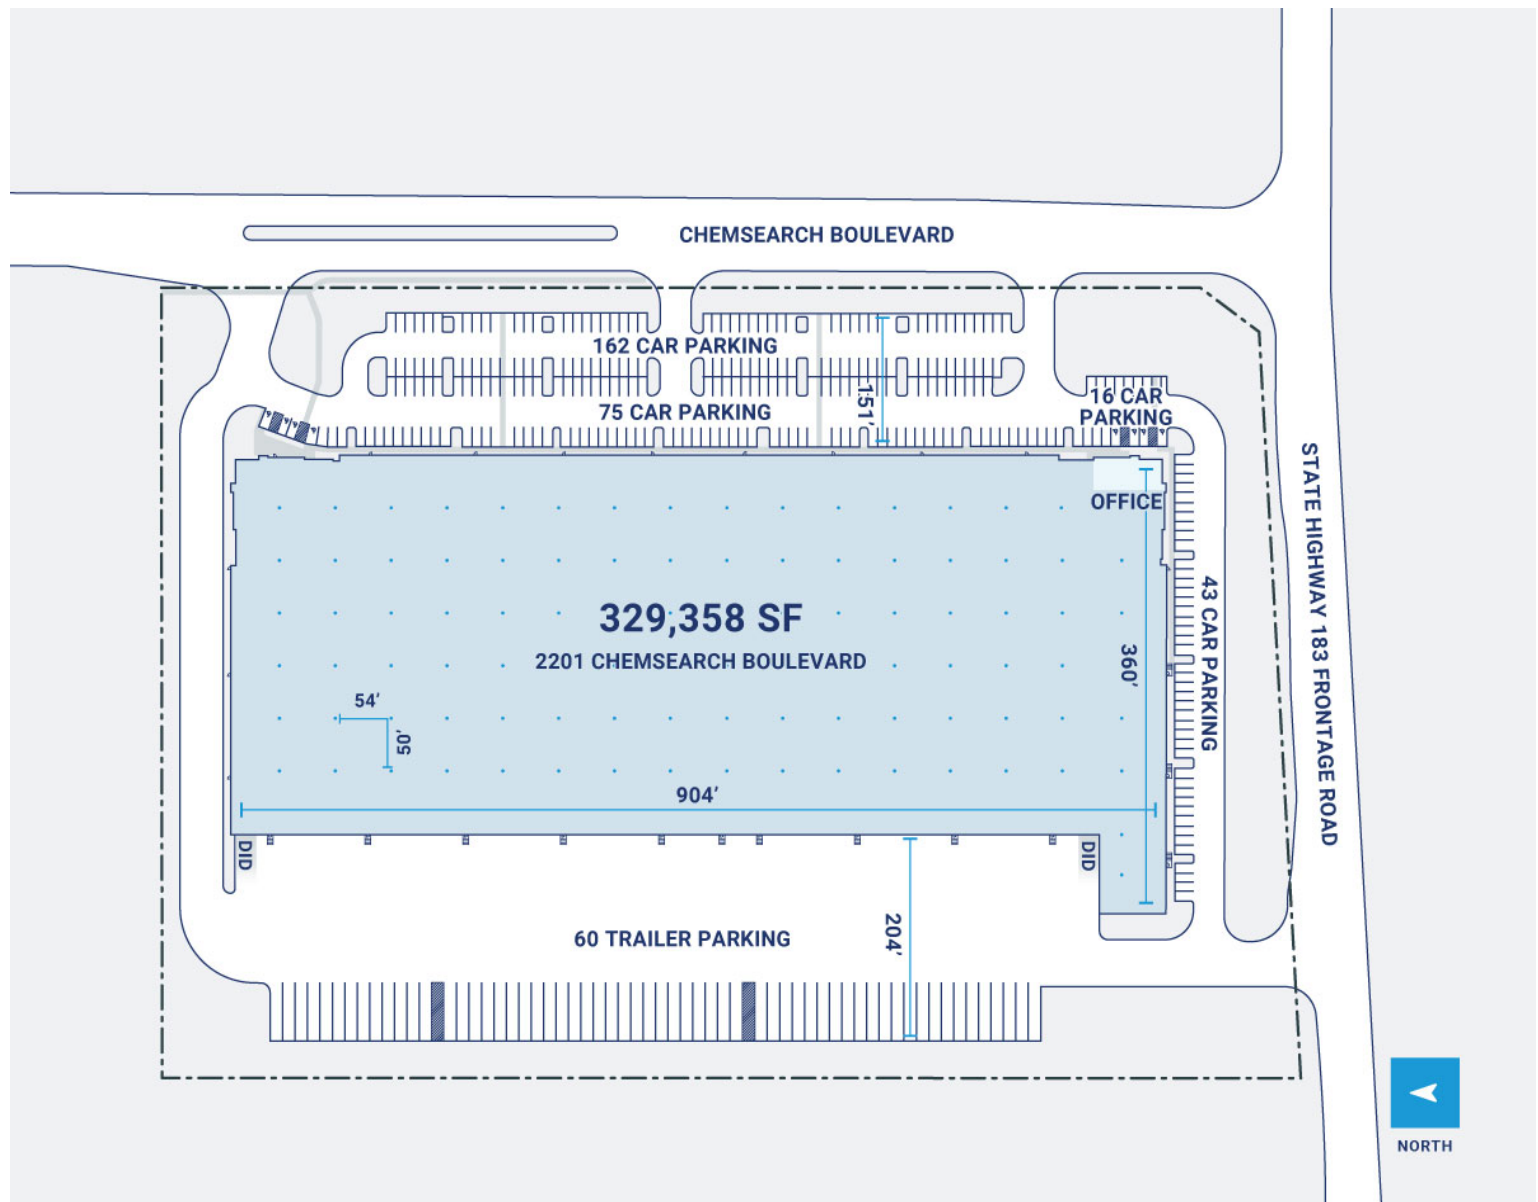 CHEMSEARCH BOULEVARD
162 CAR PARKING
75 CAR PARKING
151'
16 CAR
PARKING
OFFICE
STATE HIGHWAY 183 FRONTAGE ROAD
43 CAR PARKING
329,358 SF
2201 CHEMSEARCH BOULEVARD
360'
54'
50'
904'
DID
DID
204'
60 TRAILER PARKING
NORTH